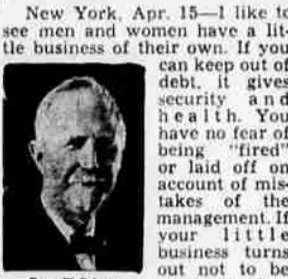 New York, Apr. 15—I like to
see men and women have a lit-
tle business of their own. If you
can keep out of
debt, it gives
security and
health. You
have no fear of
being "fired"
or laid off on
account of mis-
takes of the
management. If
your little
business turns
out not to be